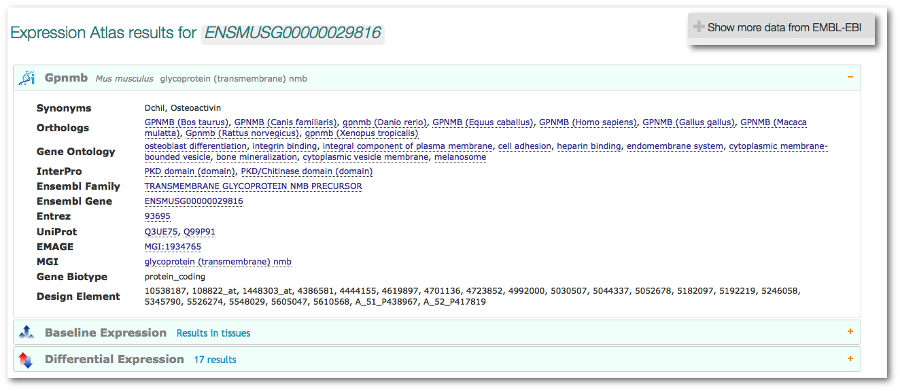 Expression Atlas results for ENSMUSG00000029816
+ Show more data from EMBL-EBI
Gpnmb Mus musculus glycoprotein (transmembrane) nmb −
Synonyms Dchil, Osteoactivin
Orthologs GPNMB (Bos taurus), GPNMB (Canis familiaris), gpnmb (Danio rerio), GPNMB (Equus caballus), GPNMB (Homo sapiens), GPNMB (Gallus gallus), GPNMB (Macaca
mulatta), Gpnmb (Rattus norvegicus), gpnmb (Xenopus tropicalis)
Gene Ontology osteoblast differentiation, integrin binding, integral component of plasma membrane, cell adhesion, heparin binding, endomembrane system, cytoplasmic membrane-
bounded vesicle, bone mineralization, cytoplasmic vesicle membrane, melanosome
InterPro PKD domain (domain), PKD/Chitinase domain (domain)
Ensembl Family TRANSMEMBRANE GLYCOPROTEIN NMB PRECURSOR
Ensembl Gene ENSMUSG00000029816
Entrez 93695
UniProt Q3UE75, Q99P91
EMAGE MGI:1934765
MGI glycoprotein (transmembrane) nmb
Gene Biotype protein_coding
Design Element 10538187, 108822_at, 1448303_at, 4386581, 4444155, 4619897, 4701136, 4723852, 4992000, 5030507, 5044337, 5052678, 5182097, 5192219, 5246058,
5345790, 5526274, 5548029, 5605047, 5610568, A_51_P438967, A_52_P417819
Baseline Expression Results in tissues +
Differential Expression 17 results +